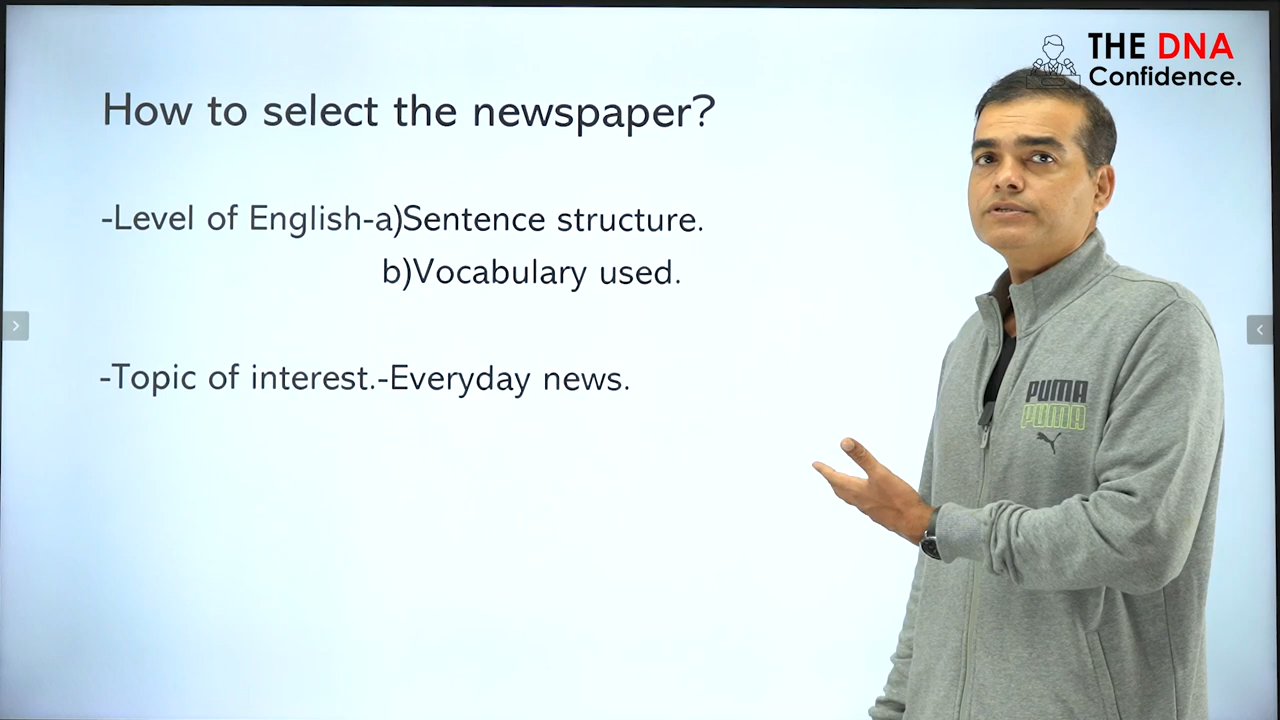 THE DNA
Confidence.
How to select the newspaper?
-Level of English-a)Sentence structure.
b)Vocabulary used.
-Topic of interest.-Everyday news.
PUMA
PUMA